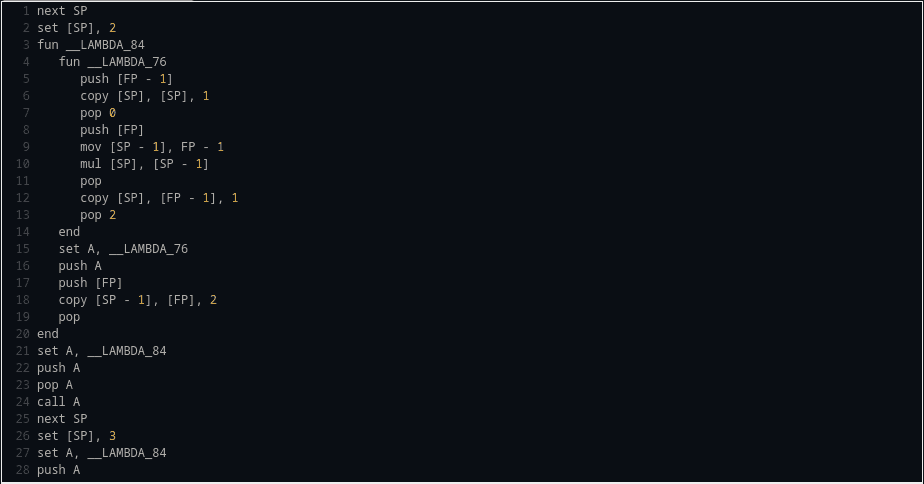 1 next SP
2 set [SP], 2
3 fun __LAMBDA_84
4    fun __LAMBDA_76
5       push [FP - 1]
6       copy [SP], [SP], 1
7       pop 0
8       push [FP]
9       mov [SP - 1], FP - 1
10       mul [SP], [SP - 1]
11       pop
12       copy [SP], [FP - 1], 1
13       pop 2
14    end
15    set A, __LAMBDA_76
16    push A
17    push [FP]
18    copy [SP - 1], [FP], 2
19    pop
20 end
21 set A, __LAMBDA_84
22 push A
23 pop A
24 call A
25 next SP
26 set [SP], 3
27 set A, __LAMBDA_84
28 push A